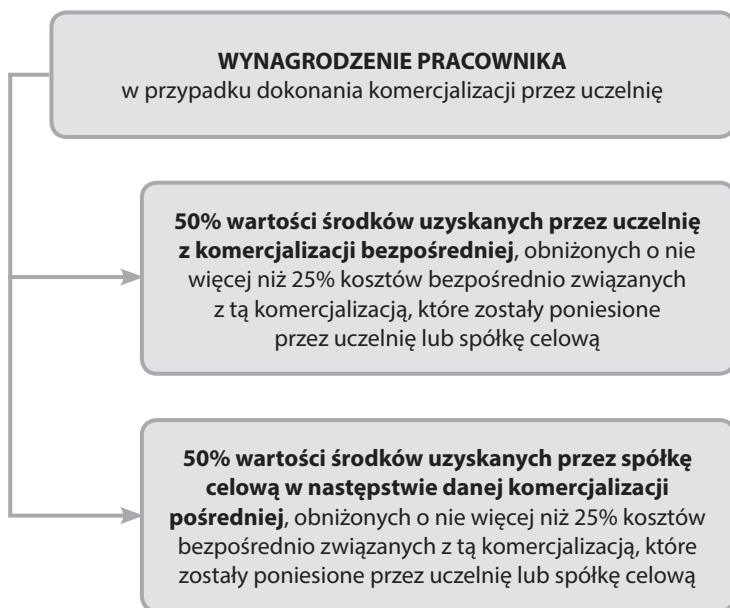 WYNAGRODZENIE PRACOWNIKA
w przypadku dokonania komercjalizacji przez uczelnię
50% wartości środków uzyskanych przez uczelnię
z komercjalizacji bezpośredniej, obniżonych o nie
więcej niż 25% kosztów bezpośrednio związanych
z tą komercjalizacją, które zostały poniesione
przez uczelnię lub spółkę celową
50% wartości środków uzyskanych przez spółkę
celową w następstwie danej komercjalizacji
pośredniej, obniżonych o nie więcej niż 25% kosztów
bezpośrednio związanych z tą komercjalizacją, które
zostały poniesione przez uczelnię lub spółkę celową